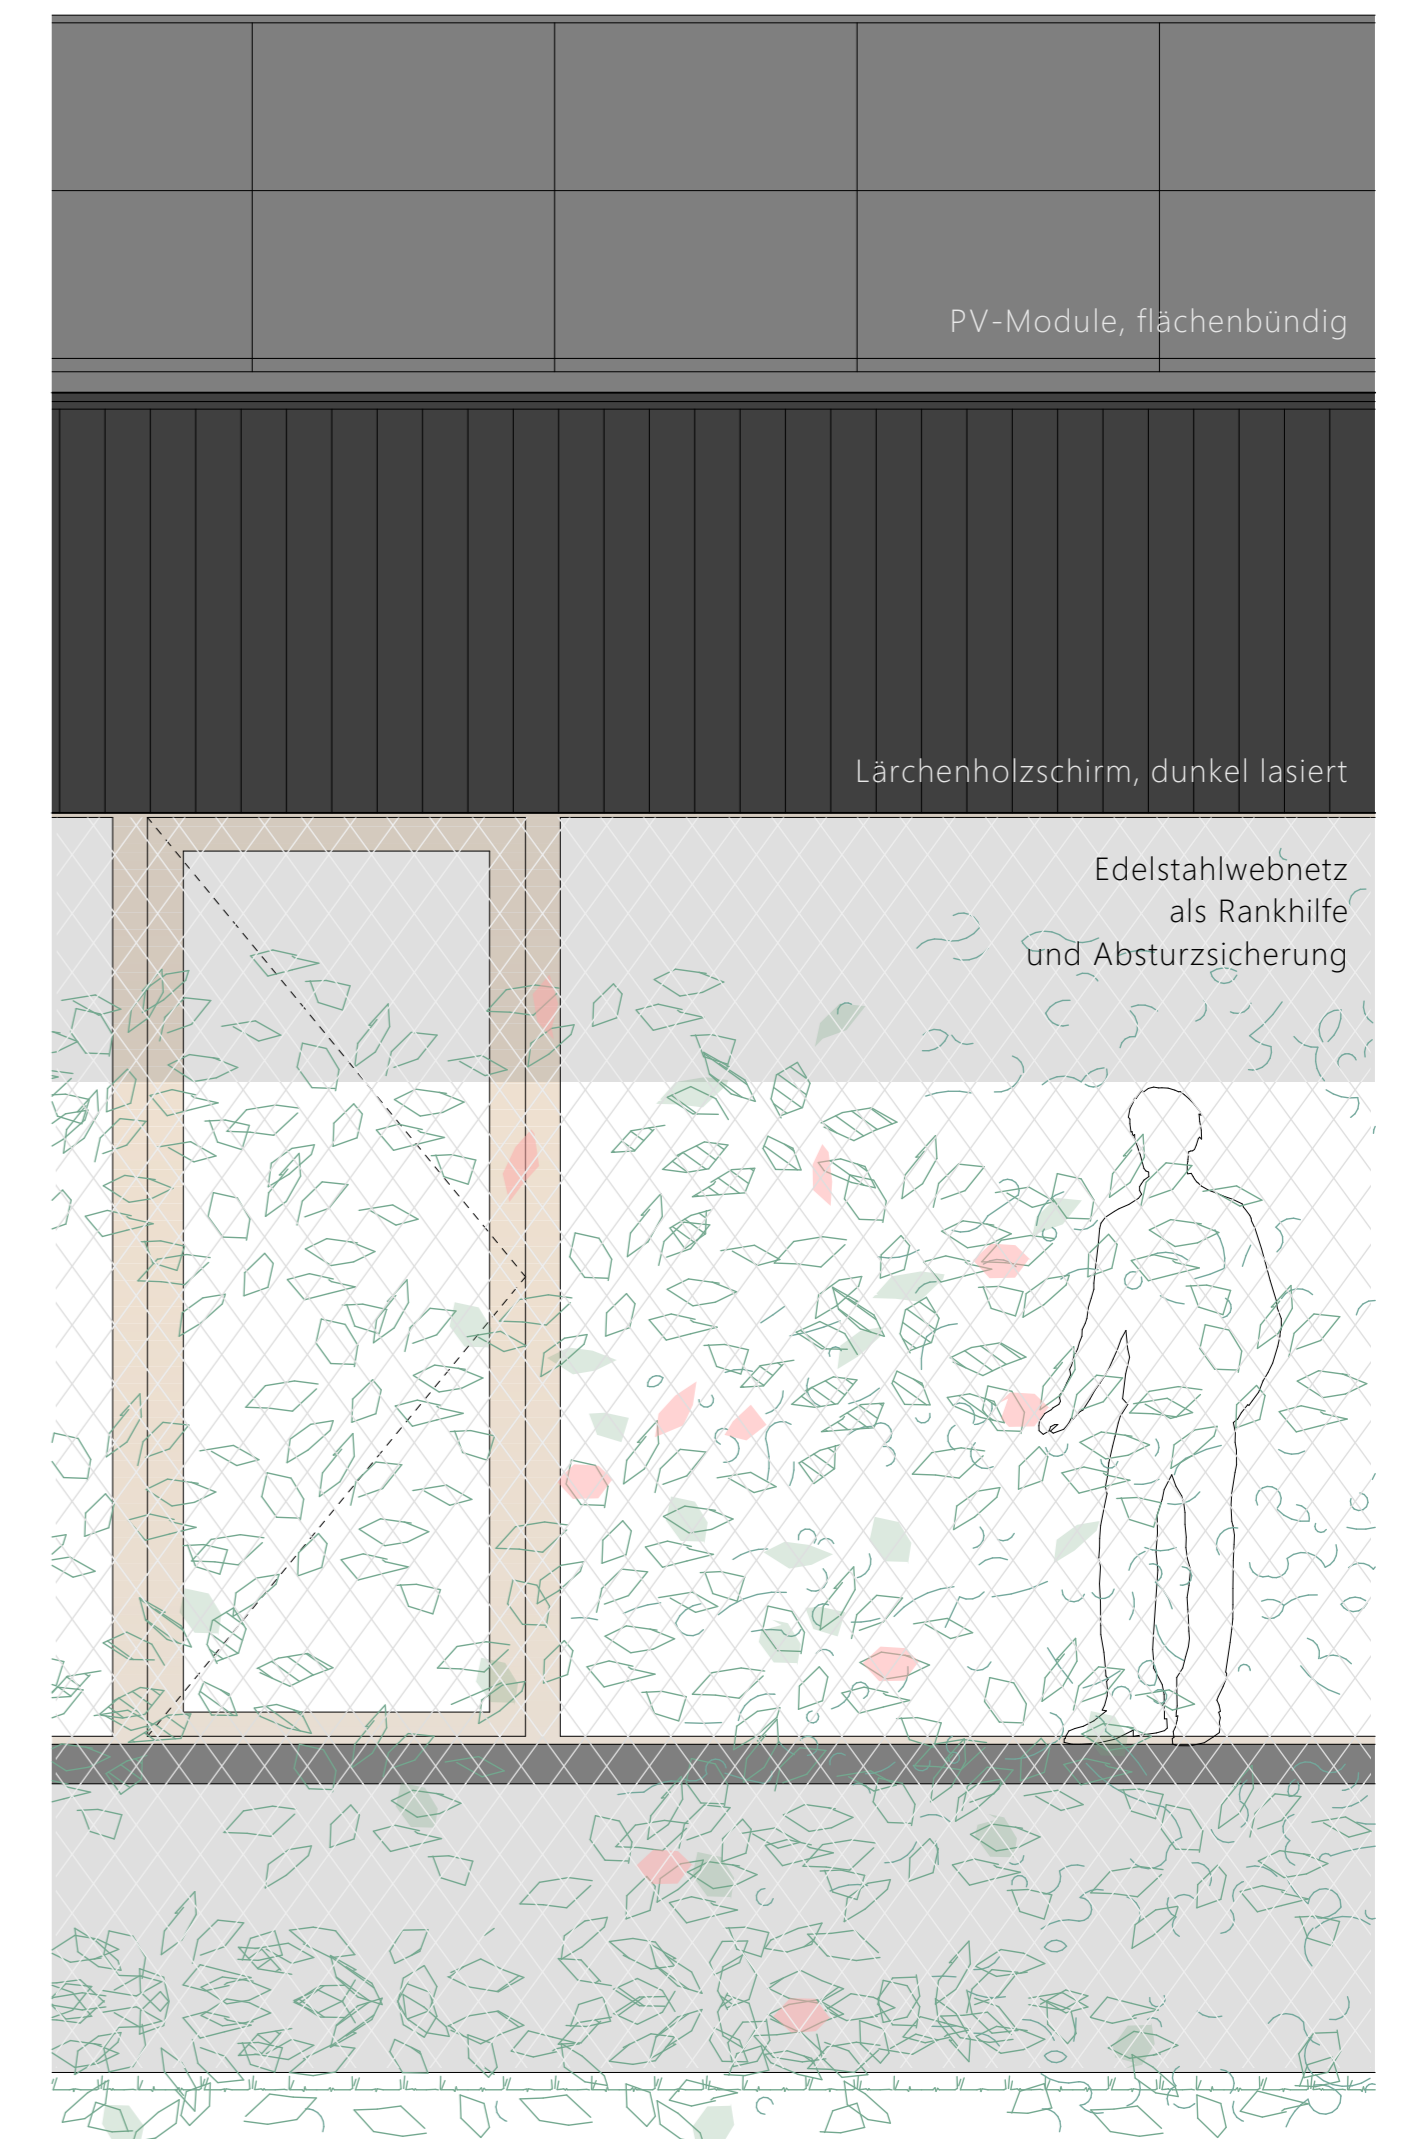 PV-Module, flächenbündig
Lärchenholzschirm, dunkel lasiert
Edelstahlwebnetz
als Rankhilfe
und Absturzsicherung